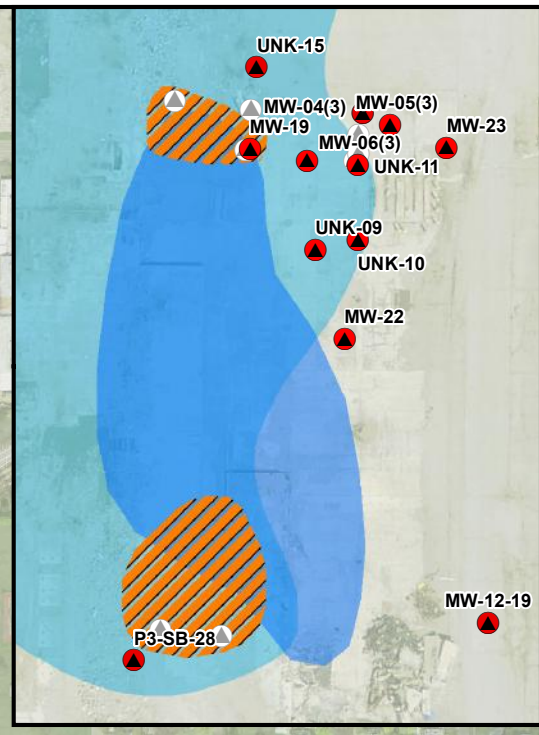 UNK-15
MW-04(3)
MW-05(3)
MW-19
MW-06(3)
MW-23
UNK-11
UNK-09
UNK-10
MW-22
MW-12-19
P3-SB-28